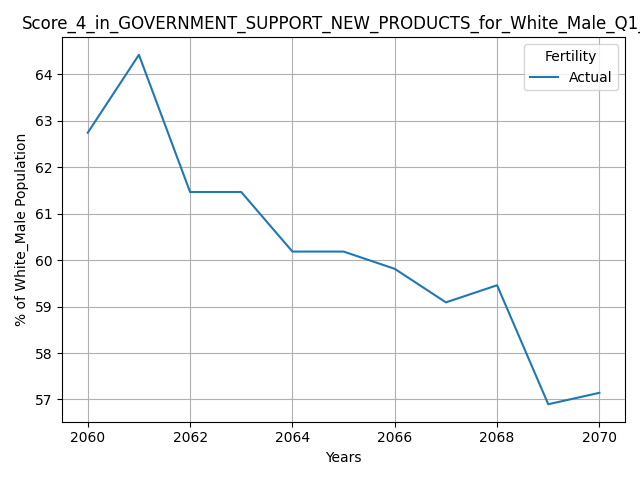 Score_4_in_GOVERNMENT_SUPPORT_NEW_PRODUCTS_for_White_Male_Q1_
Fertility
Actual
% of White_Male Population
64
63
62
61
60
59
58
57
2060 2062 2064 2066 2068 2070
Years